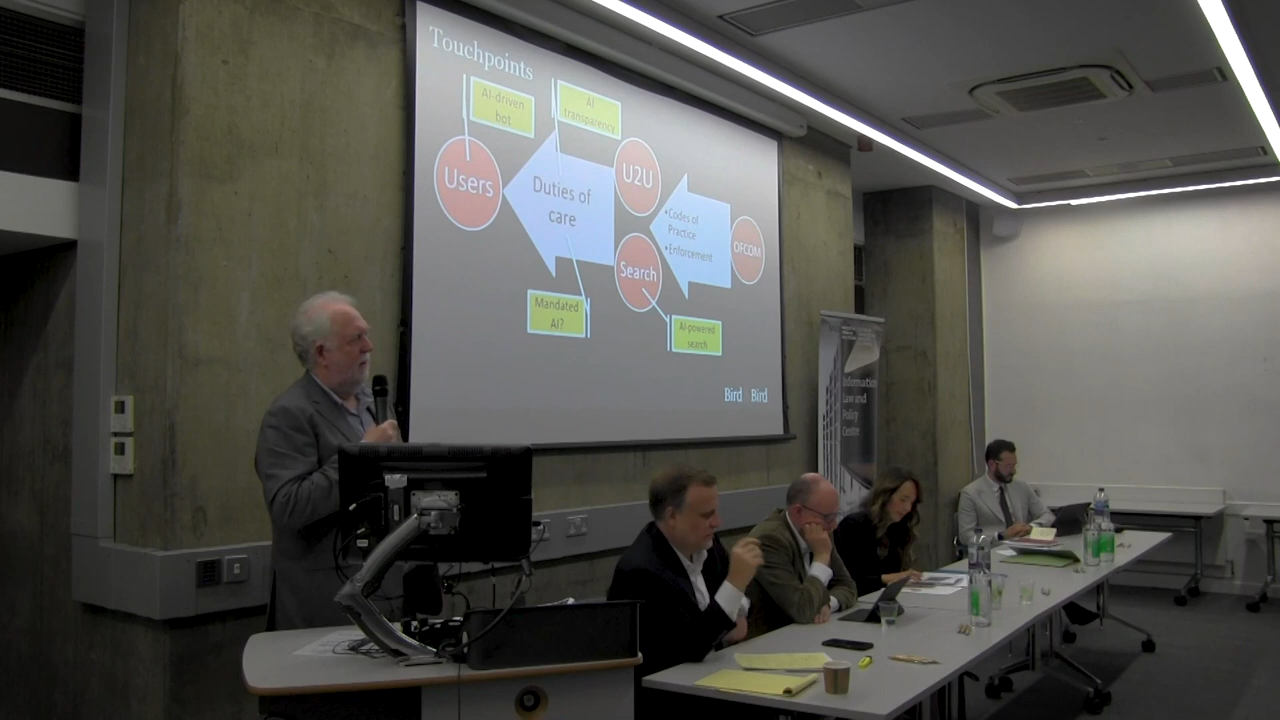 Touchpoints
AI-driven
bot
AI
transparency
Users
Duties of
care
U2U
•Codes of
Practice
•Enforcement
OFCOM
Search
Mandated
AI?
AI-powered
search
Bird Bird
Information
Law and
Policy
Centre